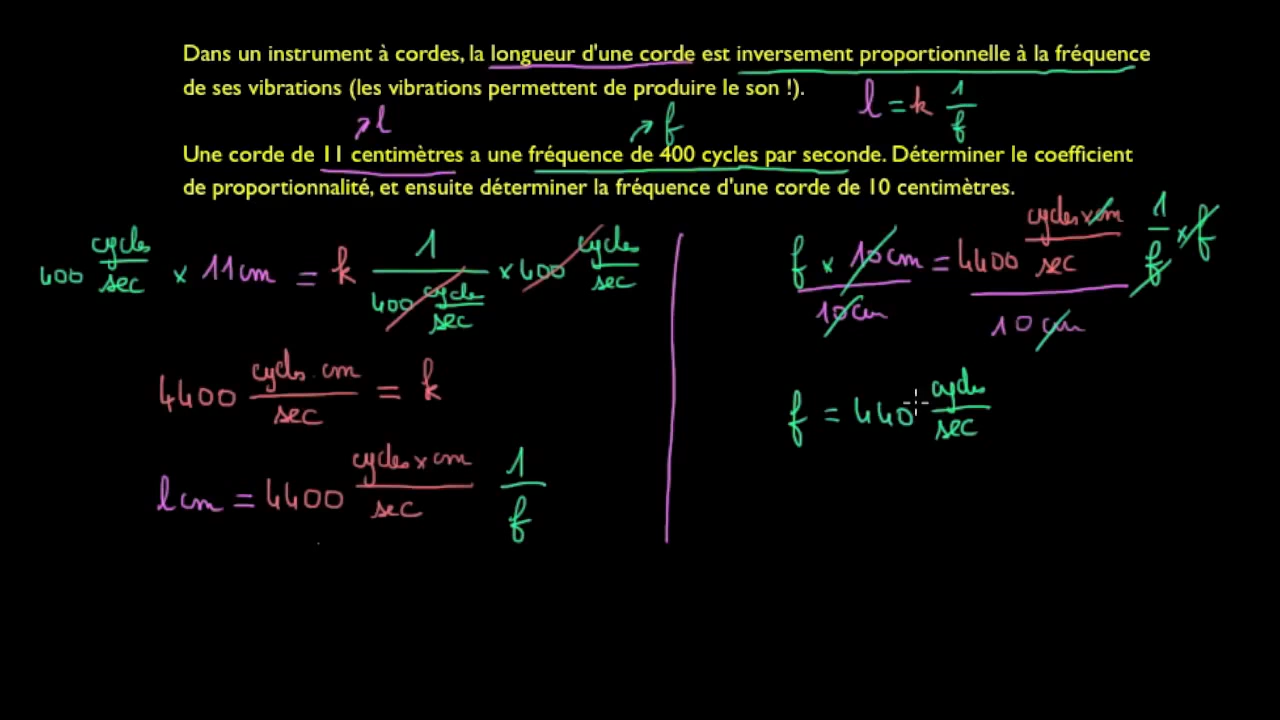 Dans un instrument à cordes, la longueur d'une corde est inversement proportionnelle à la fréquence
de ses vibrations (les vibrations permettent de produire le son !).
l = k 1/f
l
f
Une corde de 11 centimètres a une fréquence de 400 cycles par seconde. Déterminer le coefficient
de proportionnalité, et ensuite déterminer la fréquence d'une corde de 10 centimètres.
400 cycles/sec × 11 cm = k 1/(400 cycles/sec) × 400 cycles/sec
4400 cycles . cm/sec = k
l cm = 4400 cycles × cm/sec 1/f
f × 10 cm/10 cm = 4400 cycles × cm/sec 1/f × f/10 cm
f = 440 cycles/sec